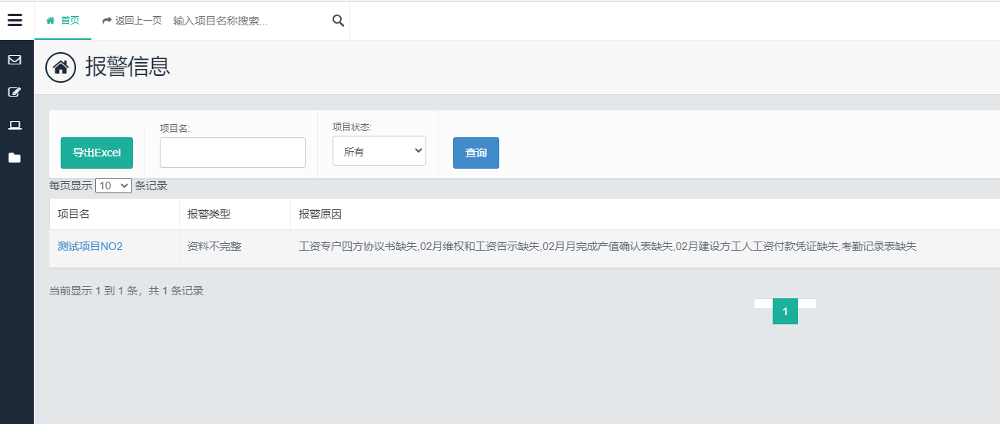 首页 返回上一页 输入项目名称搜索...
报警信息
项目名: 项目状态:
导出Excel 所有 查询
每页显示 10 条记录
项目名 报警类型 报警原因
测试项目NO2 资料不完整 工资专户四方协议书缺失,02月维权和工资告示缺失,02月月完成产值确认表缺失,02月建设方工人工资付款凭证缺失,考勤记录表缺失
当前显示 1 到 1 条，共 1 条记录
1